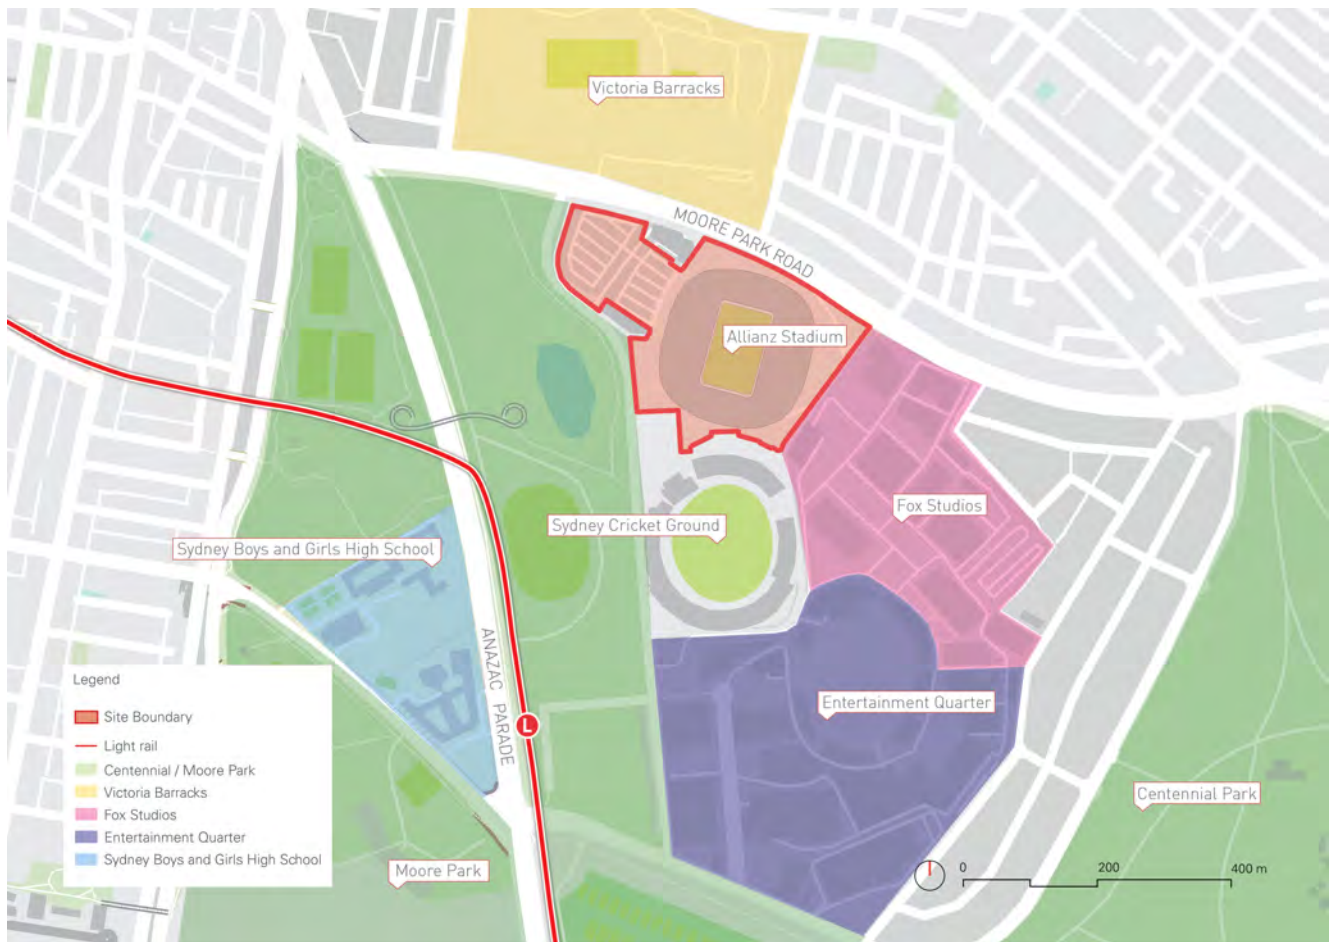 Victoria Barracks
MOORE PARK ROAD
Allianz Stadium
Fox Studios
Sydney Cricket Ground
Sydney Boys and Girls High School
ANAZAC PARADE
L
Entertainment Quarter
Centennial Park
Moore Park
Legend
Site Boundary
Light rail
Centennial / Moore Park
Victoria Barracks
Fox Studios
Entertainment Quarter
Sydney Boys and Girls High School
0 200 400 m